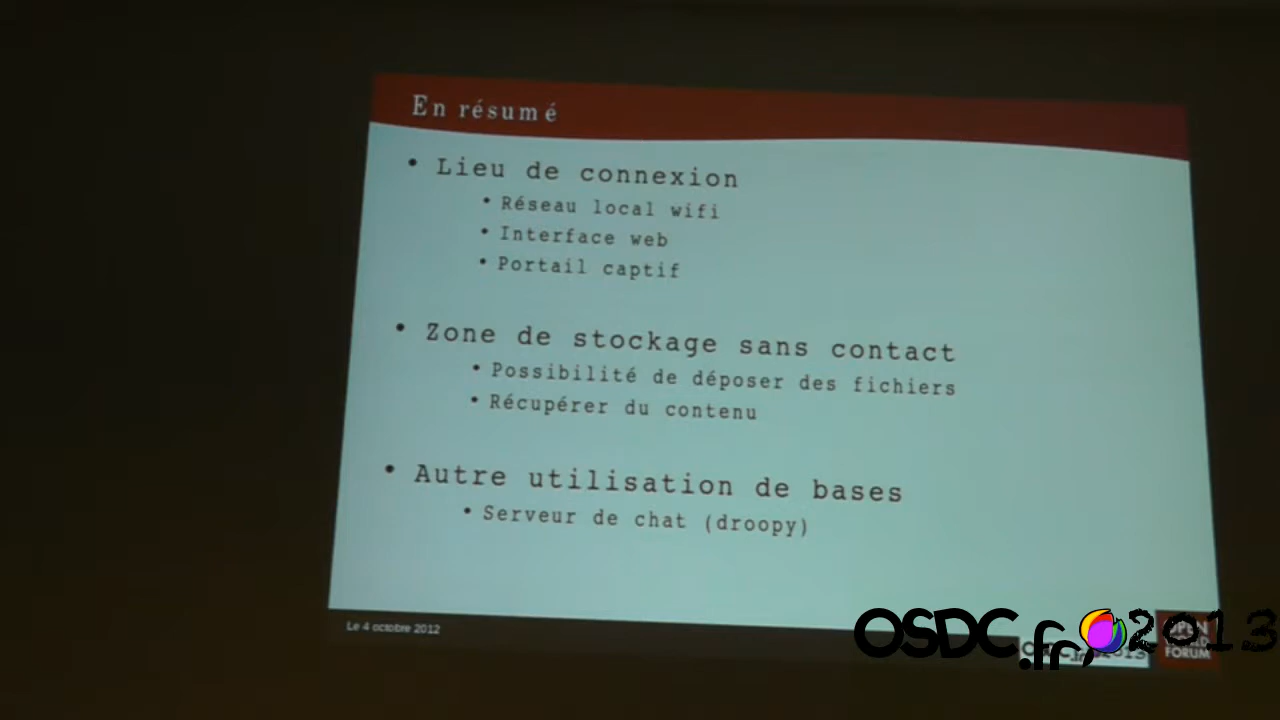 En résumé
• Lieu de connexion
• Réseau local wifi
• Interface web
• Portail captif
• Zone de stockage sans contact
• Possibilité de déposer des fichiers
• Récupérer du contenu
• Autre utilisation de bases
• Serveur de chat (droopy)
Le 4 octobre 2012
OSDC.fr 2013
FORUM